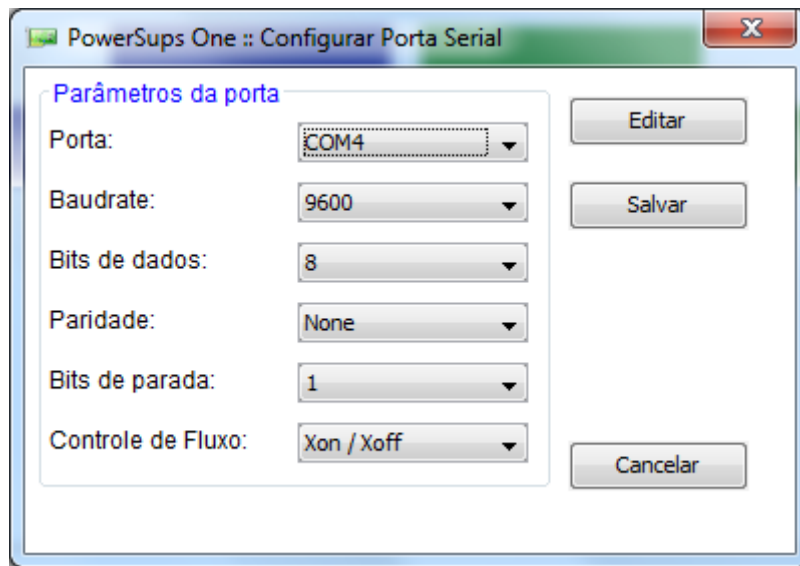 PowerSups One :: Configurar Porta Serial
Parâmetros da porta
Porta: COM4
Baudrate: 9600
Bits de dados: 8
Paridade: None
Bits de parada: 1
Controle de Fluxo: Xon / Xoff
Editar
Salvar
Cancelar